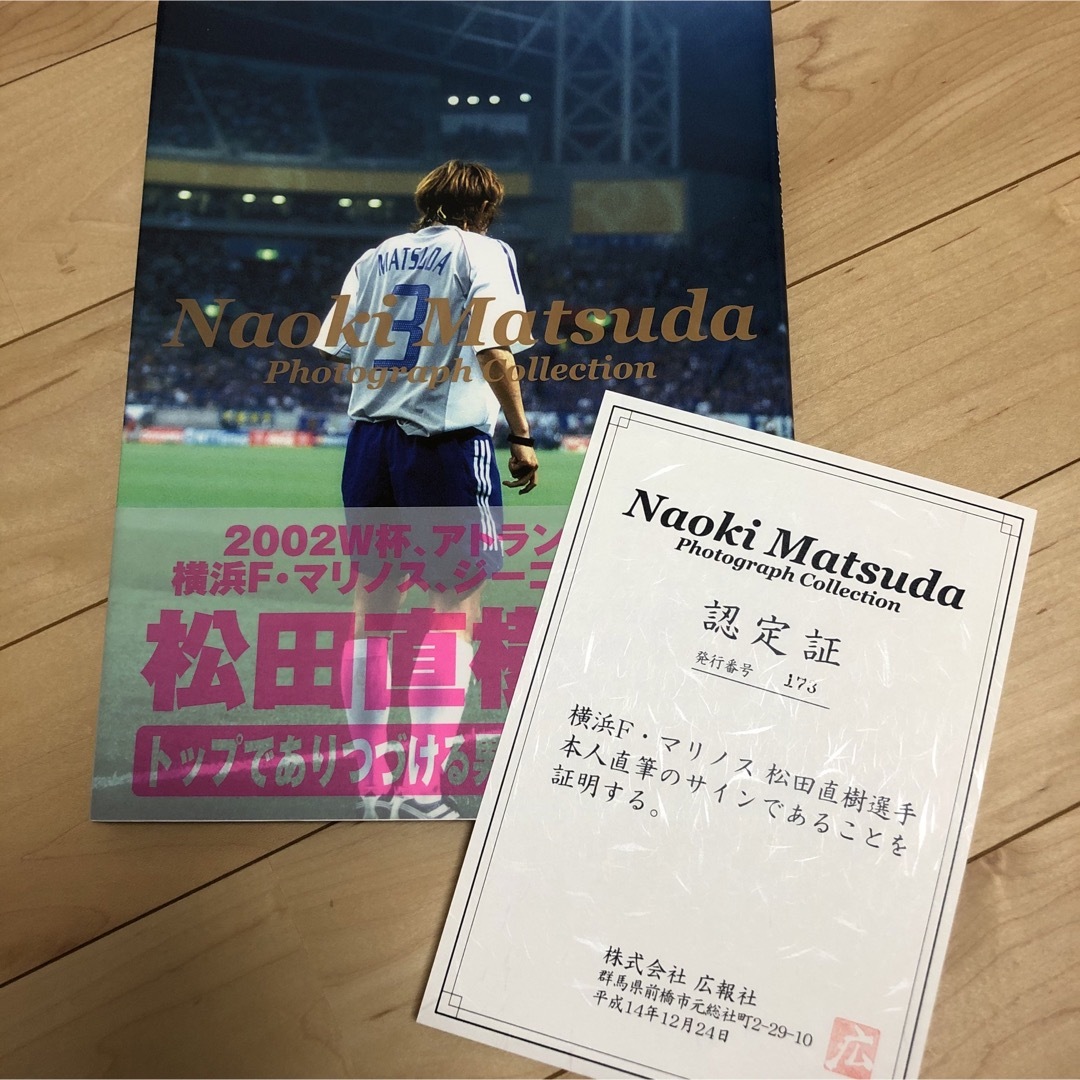 MATSUDA
3
Naoki Matsuda
Photograph Collection
2002W杯、アトラン
横浜F・マリノス、ジーコ
松田直樹
トップでありつづける男
Naoki Matsuda
Photograph Collection
認定証
発行番号 173
横浜F・マリノス 松田直樹選手
本人直筆のサインであることを
証明する。
株式会社 広報社
群馬県前橋市元総社町2-29-10
平成14年12月24日
広